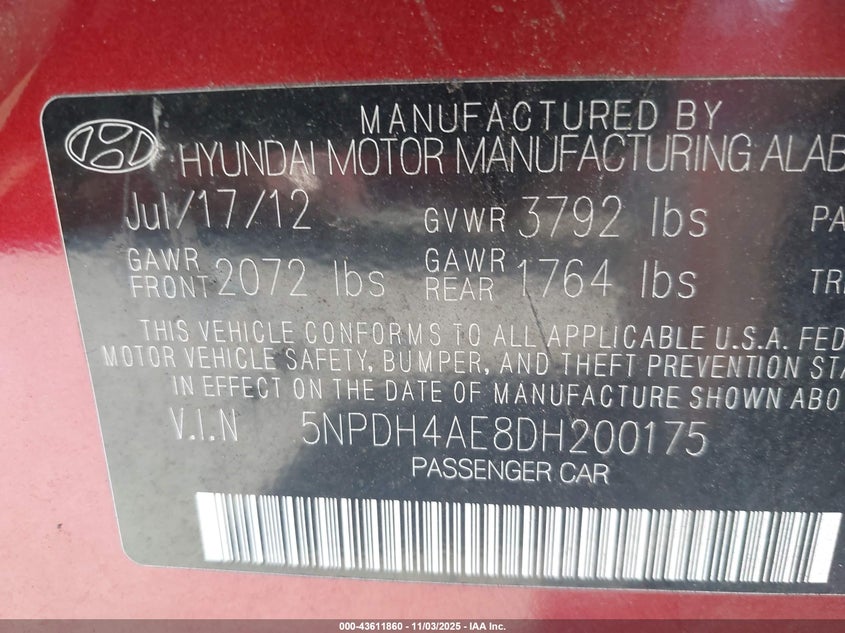 MANUFACTURED BY
HYUNDAI MOTOR MANUFACTURING ALAB
Jul/17/12 GVWR 3792 lbs PA
GAWR FRONT 2072 lbs GAWR REAR 1764 lbs TR
THIS VEHICLE CONFORMS TO ALL APPLICABLE U.S.A. FED
MOTOR VEHICLE SAFETY, BUMPER, AND THEFT PREVENTION STA
IN EFFECT ON THE DATE OF MANUFACTURE SHOWN ABO
V.I.N 5NPDH4AE8DH200175
PASSENGER CAR
000-43611860 - 11/03/2025 - IAA Inc.